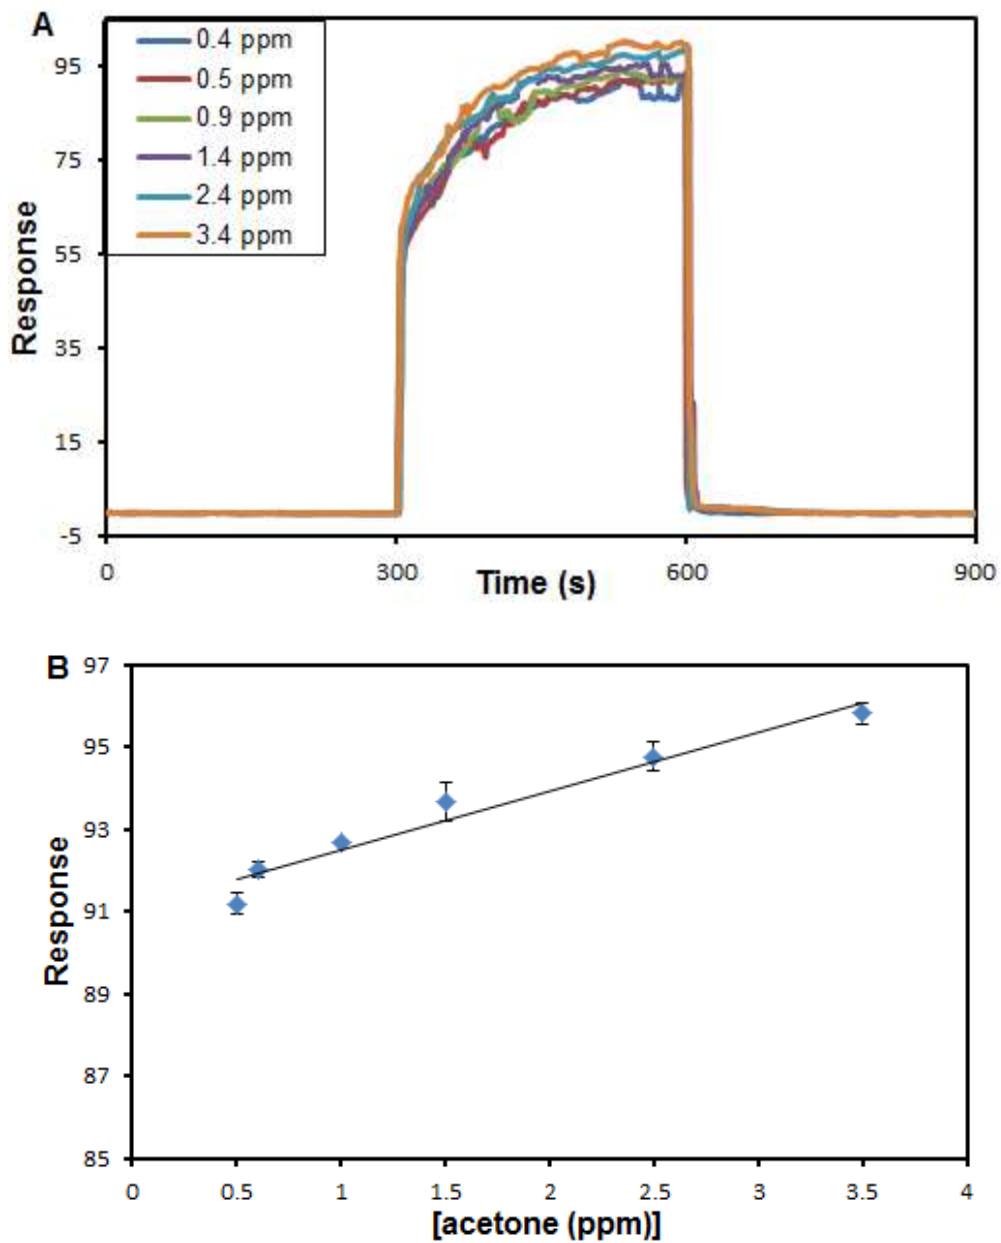 A
0.4 ppm
0.5 ppm
0.9 ppm
1.4 ppm
2.4 ppm
3.4 ppm
95
75
55
35
15
-5
Response
0 300 600 900
Time (s)
B
97
95
93
91
89
87
85
Response
0 0.5 1 1.5 2 2.5 3 3.5 4
[acetone (ppm)]